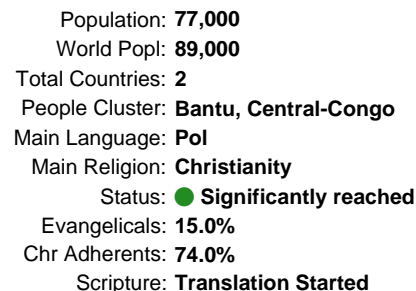 Population: 77,000
World Popl: 89,000
Total Countries: 2
People Cluster: Bantu, Central-Congo
Main Language: Pol
Main Religion: Christianity
Status: Significantly reached
Evangelicals: 15.0%
Chr Adherents: 74.0%
Scripture: Translation Started